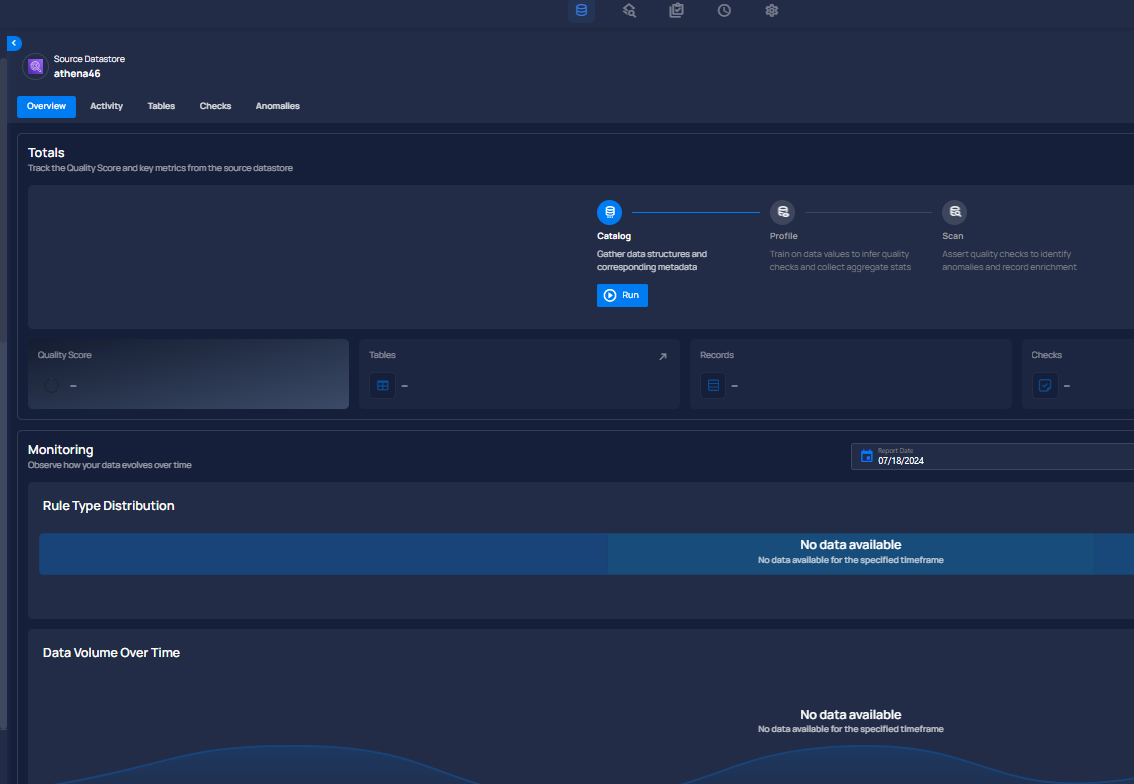 Source Datastore
athena46
Overview Activity Tables Checks Anomalies
Totals
Track the Quality Score and key metrics from the source datastore
Catalog
Gather data structures and
corresponding metadata
Run
Profile
Train on data values to infer quality
checks and collect aggregate stats
Scan
Assert quality checks to identify
anomalies and record enrichment
Quality Score
–
Tables
–
Records
–
Checks
–
Monitoring
Observe how your data evolves over time
Report Date
07/18/2024
Rule Type Distribution
No data available
No data available for the specified timeframe
Data Volume Over Time
No data available
No data available for the specified timeframe